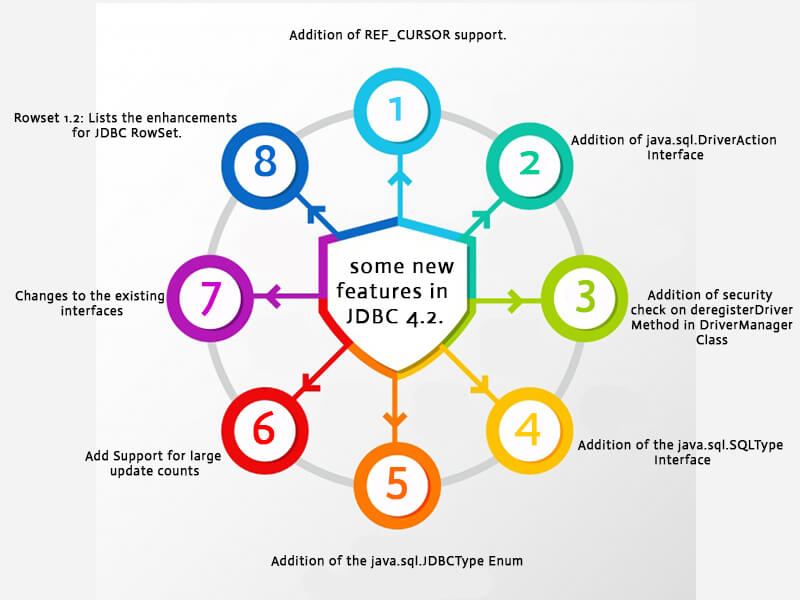 Addition of REF_CURSOR support.
1
Addition of java.sql.DriverAction
Interface
2
Addition of security
check on deregisterDriver
Method in DriverManager
Class
3
Addition of the java.sql.SQLType
Interface
4
Addition of the java.sql.JDBCType Enum
5
Add Support for large
update counts
6
Changes to the existing
interfaces
7
Rowset 1.2: Lists the enhancements
for JDBC RowSet.
8
some new
features in
JDBC 4.2.